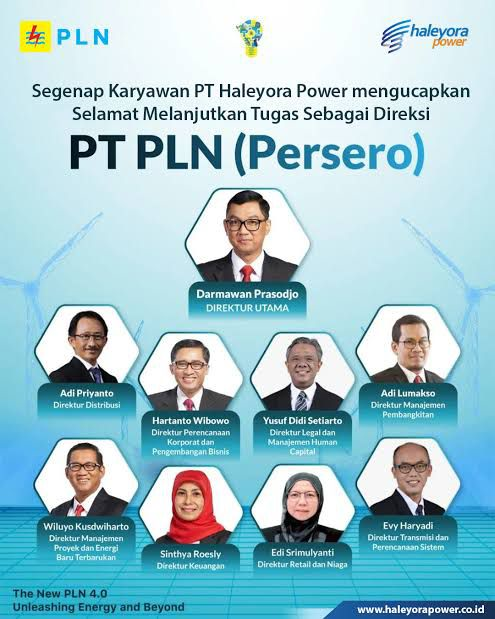 PLN
haleyora
power
Segenap Karyawan PT Haleyora Power mengucapkan
Selamat Melanjutkan Tugas Sebagai Direksi
PT PLN (Persero)
Darmawan Prasodjo
DIREKTUR UTAMA
Adi Priyanto
Direktur Distribusi
Hartanto Wibowo
Direktur Perencanaan
Korporat dan
Pengembangan Bisnis
Yusuf Didi Setiarto
Direktur Legal dan
Manajemen Human
Capital
Adi Lumakso
Direktur Manajemen
Pembangkitan
Wiluyo Kusdwiharto
Direktur Manajemen
Proyek dan Energi
Baru Terbarukan
Sinthya Roesly
Direktur Keuangan
Edi Srimulyanti
Direktur Retail dan Niaga
Evy Haryadi
Direktur Transmisi dan
Perencanaan Sistem
The New PLN 4.0
Unleashing Energy and Beyond
www.haleyorapower.co.id